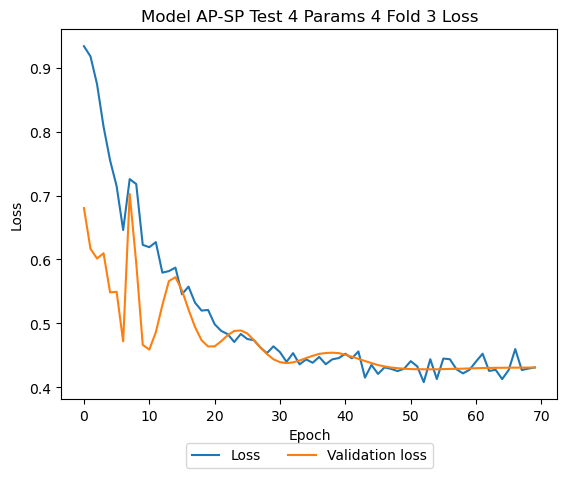 Model AP-SP Test 4 Params 4 Fold 3 Loss
Loss
0.9
0.8
0.7
0.6
0.5
0.4
0 10 20 30 40 50 60 70
Epoch
Loss Validation loss